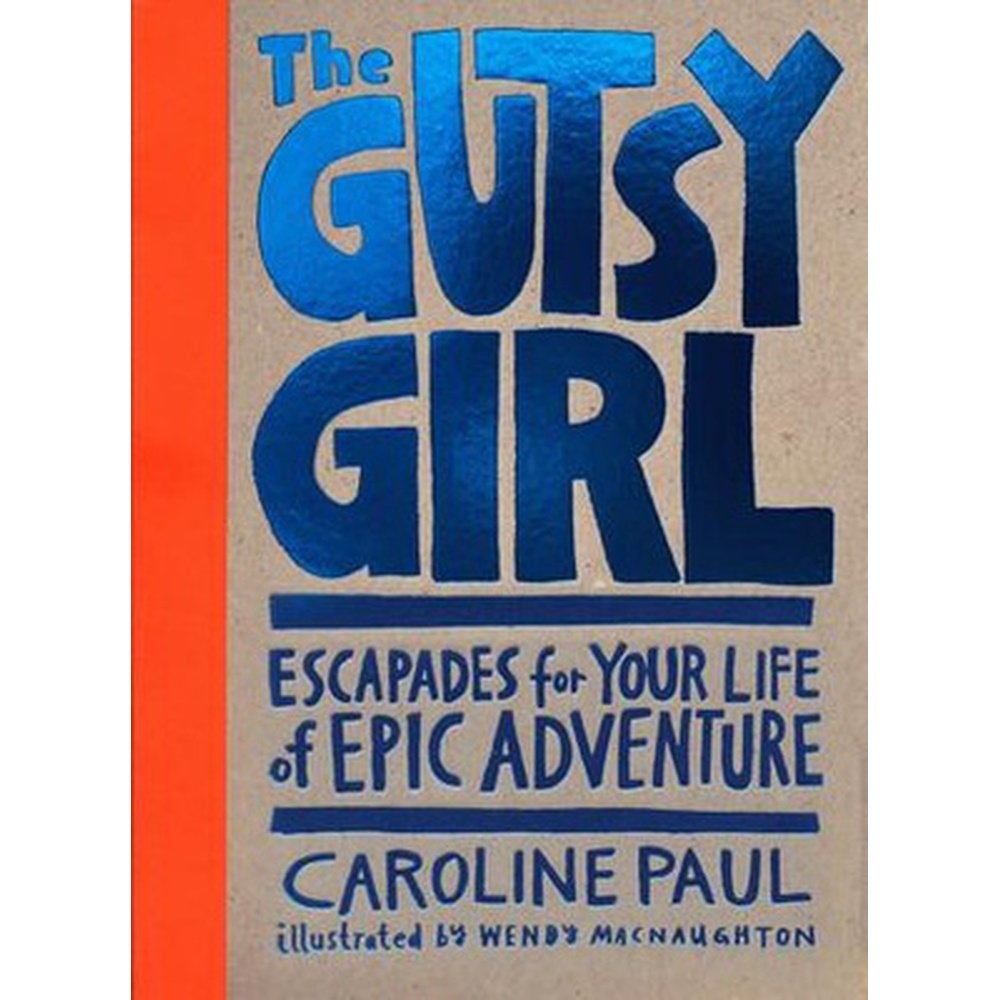 The
GUTSY
GIRL
ESCAPADES for YOUR LIFE
of EPIC ADVENTURE
CAROLINE PAUL
illustrated by WENDY MACNAUGHTON